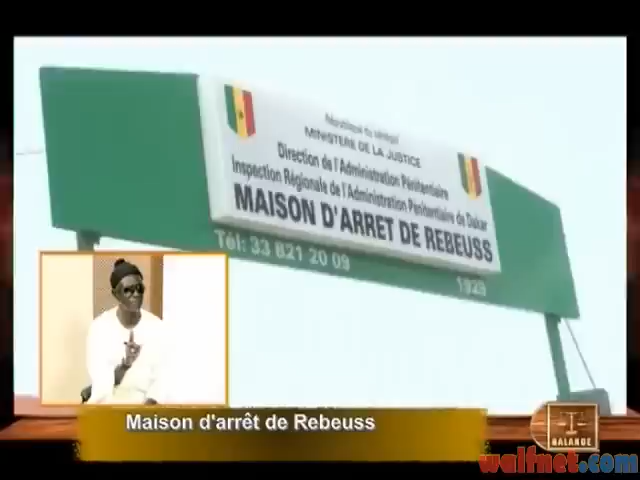 République du Sénégal
MINISTERE DE LA JUSTICE
Direction de l'Administration Pénitentiaire
Inspection Régionale de l'Administration Pénitentiaire de Dakar
MAISON D'ARRET DE REBEUSS
Tél: 33 821 20 09
1929
Maison d'arrêt de Rebeuss
BALANCE
walfnet.com